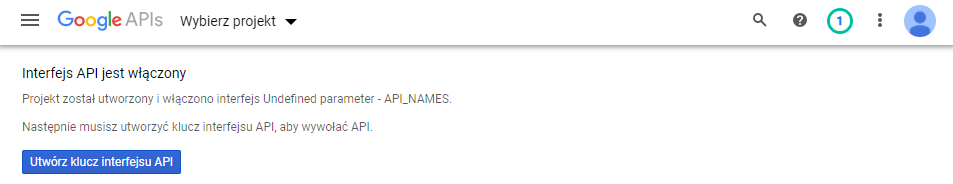 Google APIs Wybierz projekt 1
Interfejs API jest włączony
Projekt został utworzony i włączono interfejs Undefined parameter - API_NAMES.
Następnie musisz utworzyć klucz interfejsu API, aby wywołać API.
Utwórz klucz interfejsu API